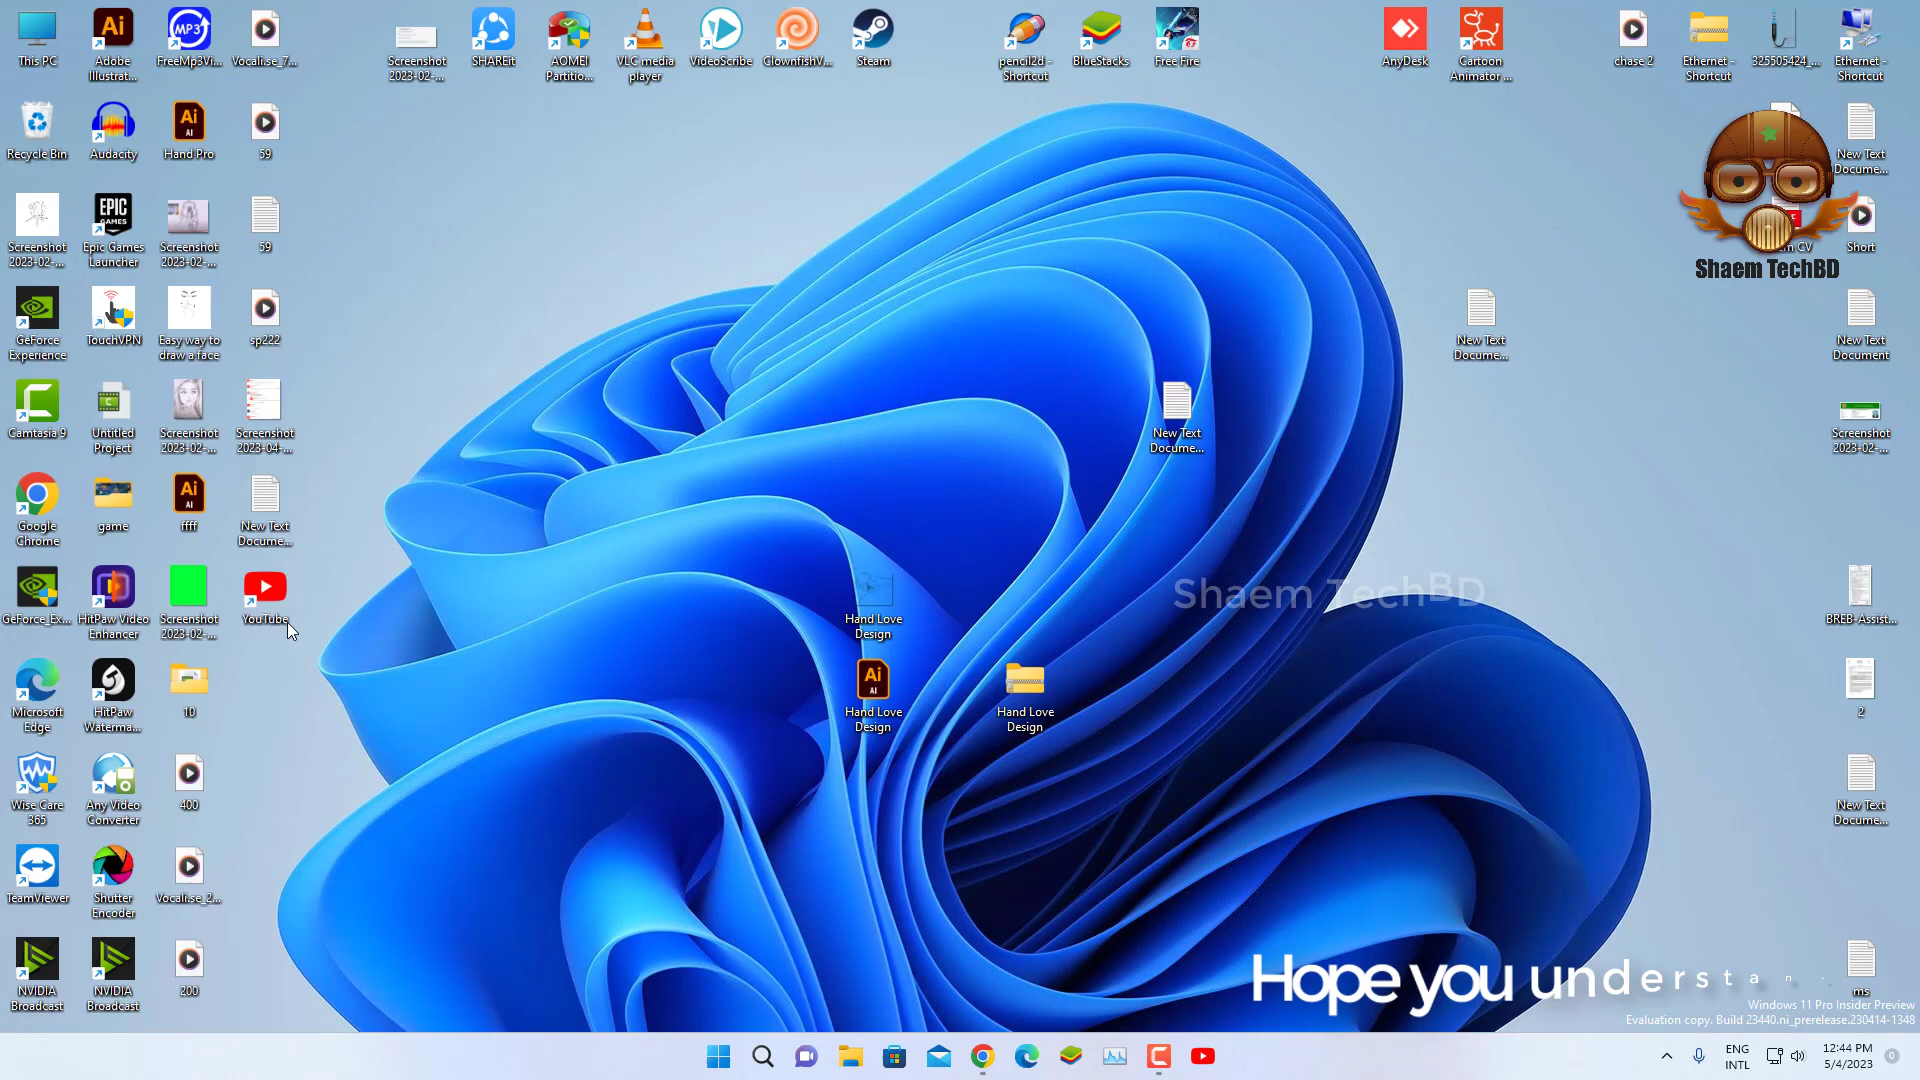 This PC
Adobe
Illustrat...
FreeMp3Vi...
Vocali.se_7...
Screenshot
2023-02-...
SHAREit
AOMEI
Partitio...
VLC media
player
VideoScribe
ClownfishV...
Steam
pencil2d -
Shortcut
BlueStacks
Free Fire
AnyDesk
Cartoon
Animator ...
chase 2
Ethernet -
Shortcut
325505424_...
Ethernet -
Shortcut
Recycle Bin
Audacity
Hand Pro
59
New Text
Docume...
Screenshot
2023-02-...
Epic Games
Launcher
Screenshot
2023-02-...
59
CV
Short
Shaem TechBD
GeForce
Experience
TouchVPN
Easy way to
draw a face
sp222
New Text
Docume...
New Text
Document
Camtasia 9
Untitled
Project
Screenshot
2023-02-...
Screenshot
2023-04-...
New Text
Docume...
Screenshot
2023-02-...
Google
Chrome
game
ffff
New Text
Docume...
GeForce_Ex...
HitPaw Video
Enhancer
Screenshot
2023-02-...
YouTube
Hand Love
Design
Shaem TechBD
BREB-Assist...
Microsoft
Edge
HitPaw
Waterma...
10
Hand Love
Design
Hand Love
Design
2
Wise Care
365
Any Video
Converter
400
New Text
Docume...
TeamViewer
Shutter
Encoder
Vocali.se_2...
NVIDIA
Broadcast
NVIDIA
Broadcast
200
ms
Hope you understan
Windows 11 Pro Insider Preview
Evaluation copy. Build 23440.ni_prerelease.230414-1348
ENG
INTL
12:44 PM
5/4/2023